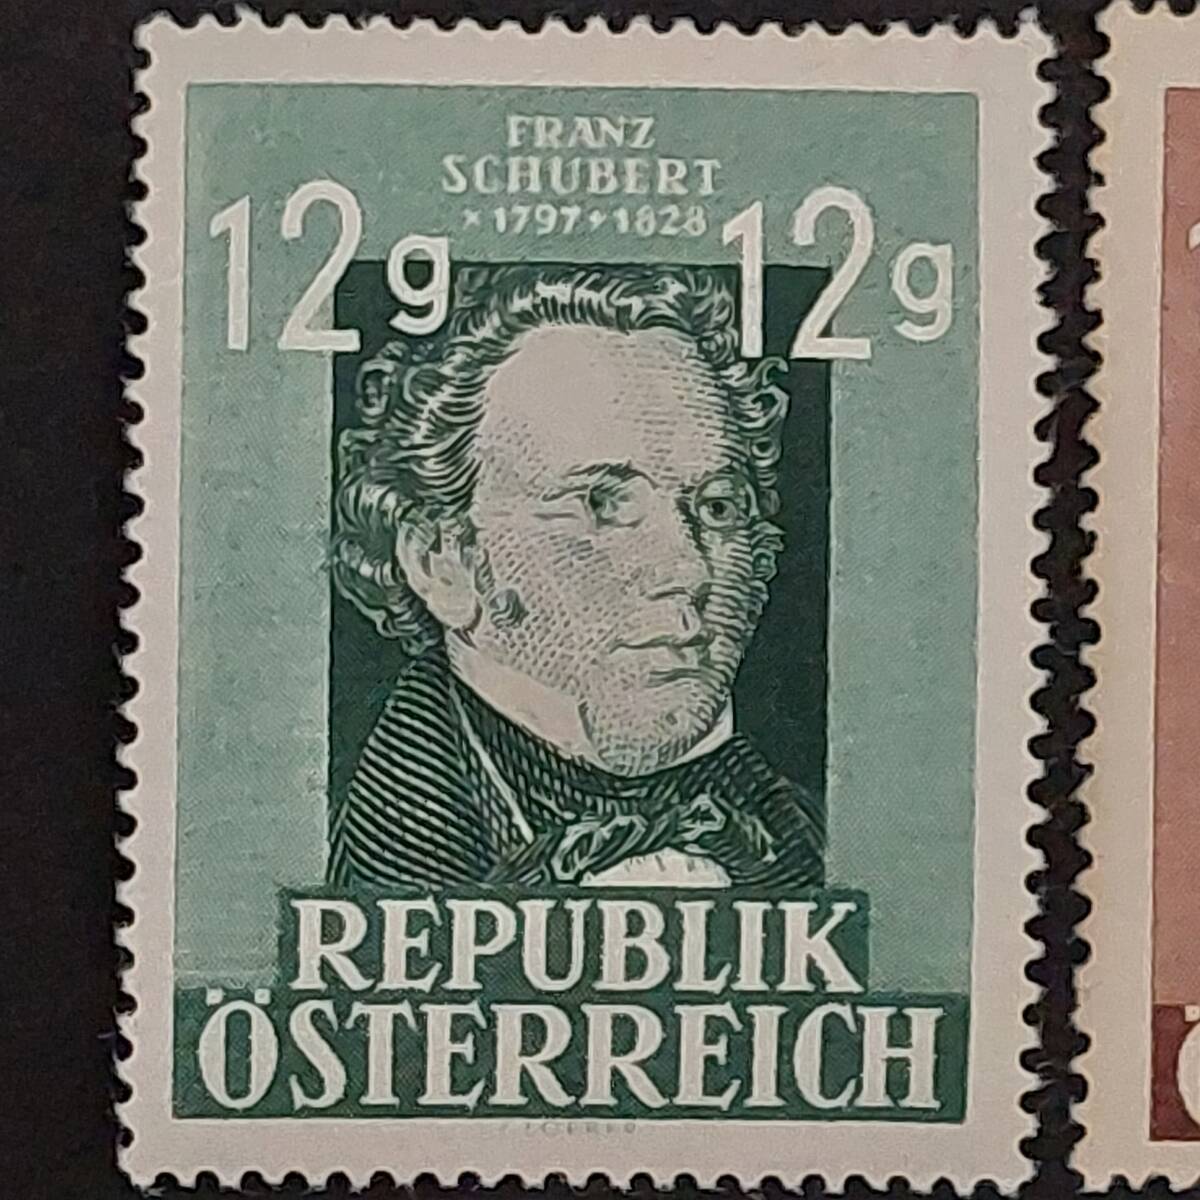 FRANZ
SCHUBERT
× 1797 + 1828
12g 12g
REPUBLIK
ÖSTERREICH